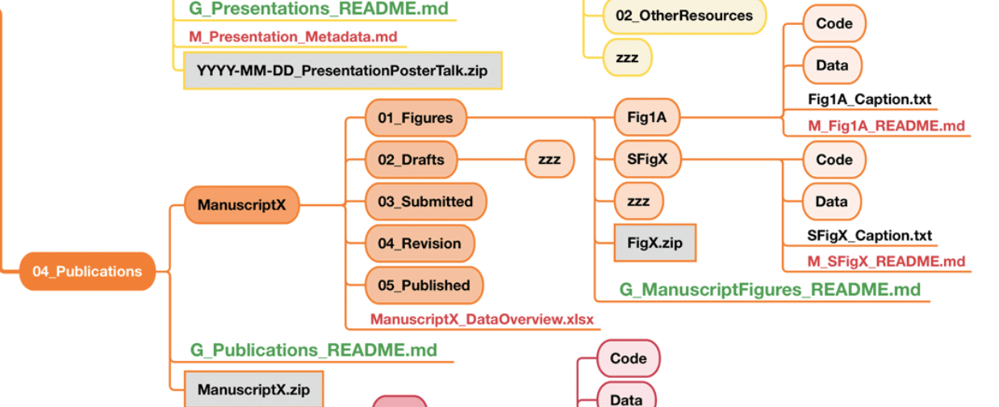 G_Presentations_README.md
M_Presentation_Metadata.md
YYYY-MM-DD_PresentationPosterTalk.zip
02_OtherResources
zzz
Code
Data
Fig1A_Caption.txt
M_Fig1A_README.md
01_Figures
Fig1A
02_Drafts
zzz
SFigX
Code
ManuscriptX
03_Submitted
zzz
Data
04_Revision
FigX.zip
SFigX_Caption.txt
M_SFigX_README.md
04_Publications
05_Published
G_ManuscriptFigures_README.md
ManuscriptX_DataOverview.xlsx
G_Publications_README.md
Code
ManuscriptX.zip
Data